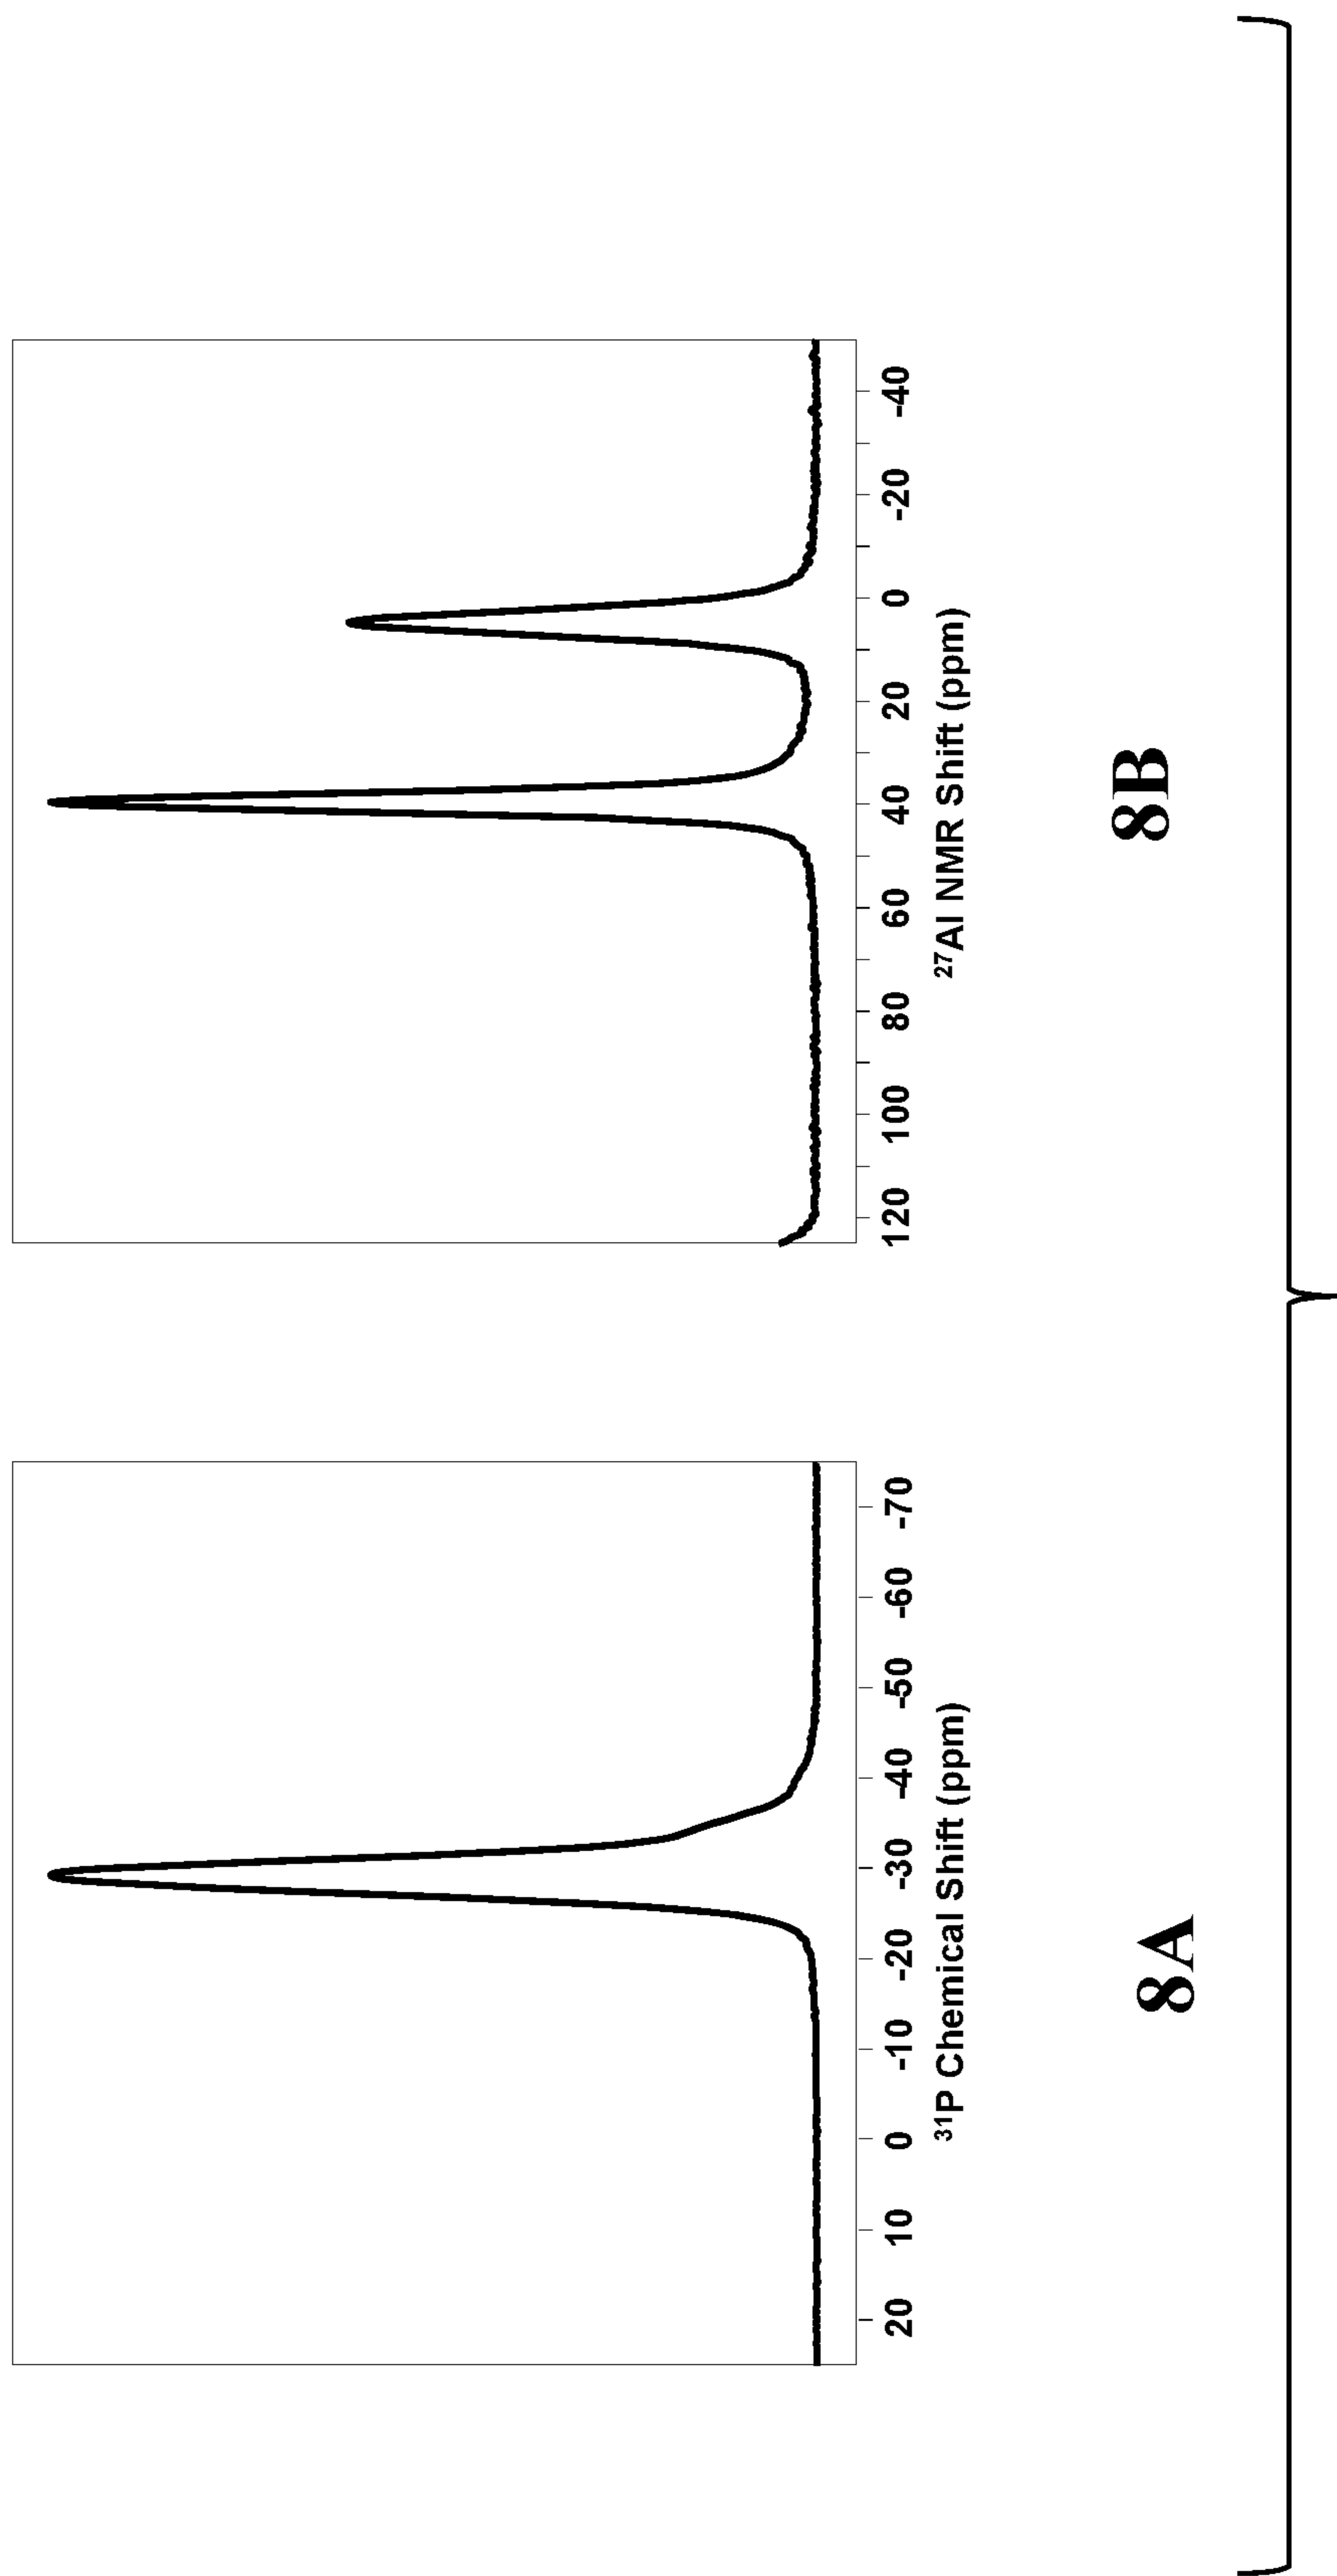 20 10 0 -10 -20 -30 -40 -50 -60 -70
³¹P Chemical Shift (ppm)
8A
120 100 80 60 40 20 0 -20 -40
²⁷Al NMR Shift (ppm)
8B